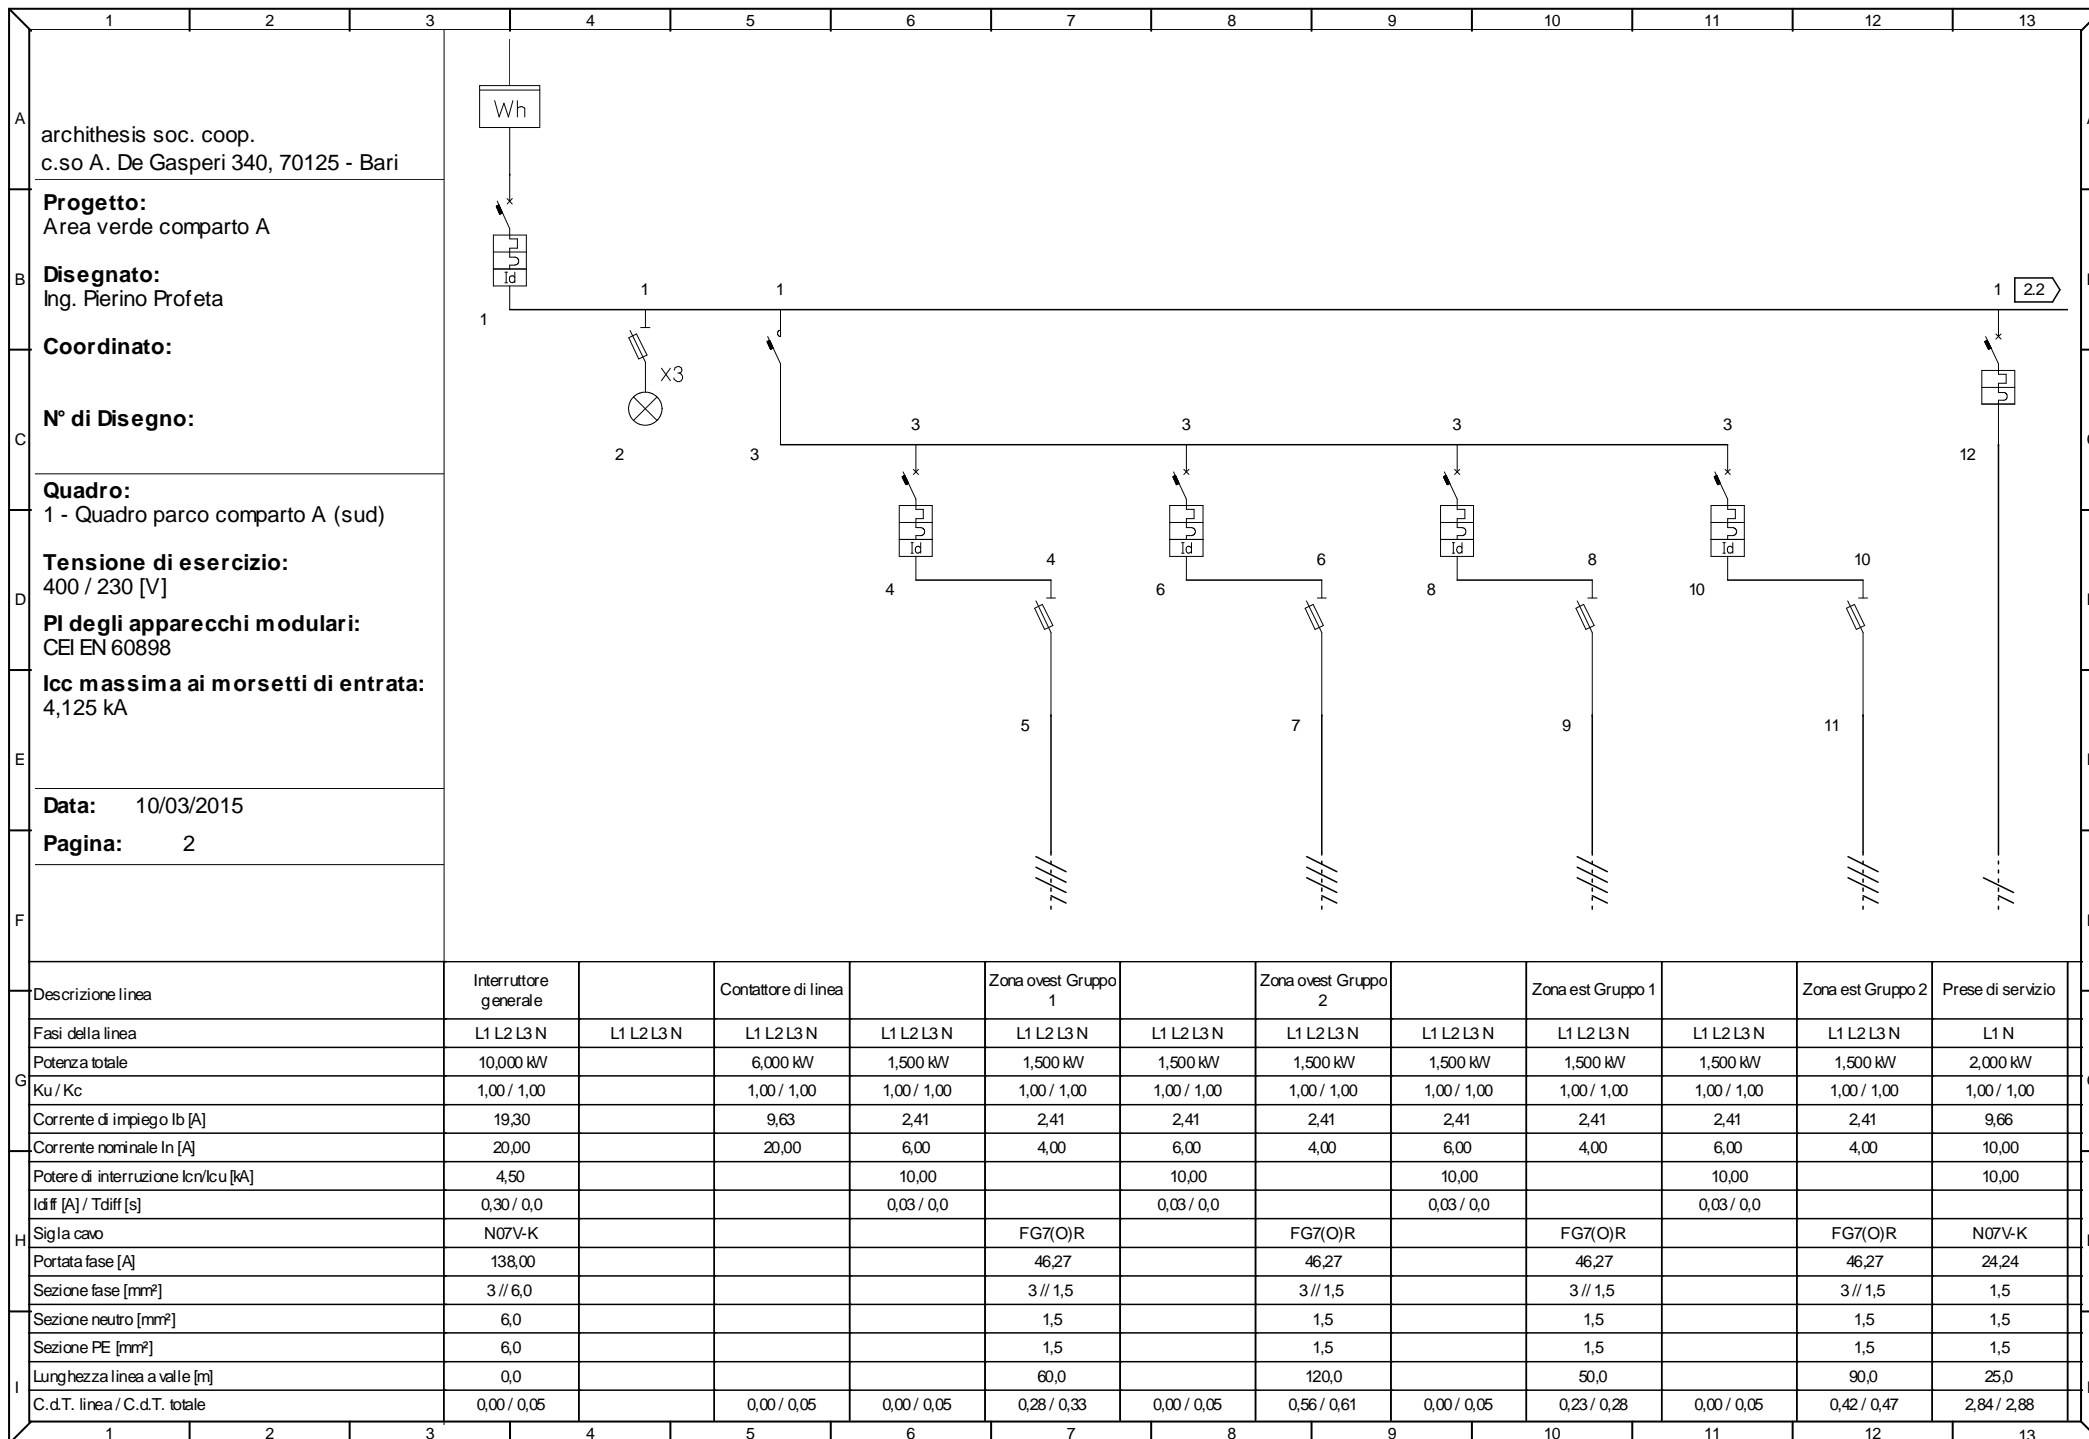 1 2 3 4 5 6 7 8 9 10 11 12 13
A
B
C
D
E
F
G
H
I
archithesis soc. coop.
c.so A. De Gasperi 340, 70125 - Bari
Progetto:
Area verde comparto A
Disegnato:
Ing. Pierino Profeta
Coordinato:
N° di Disegno:
Quadro:
1 - Quadro parco comparto A (sud)
Tensione di esercizio:
400 / 230 [V]
PI degli apparecchi modulari:
CEI EN 60898
Icc massima ai morsetti di entrata:
4,125 kA
Data: 10/03/2015
Pagina: 2
Wh
Id
1 1 1 2.2
1
X3
2 3 3 3 3 3 12
Id Id Id Id
4 6 8 10
4 6 8 10
5 7 9 11
Descrizione linea Interruttore generale Contattore di linea Zona ovest Gruppo 1 Zona ovest Gruppo 2 Zona est Gruppo 1 Zona est Gruppo 2 Prese di servizio
Fasi della linea L1 L2 L3 N L1 L2 L3 N L1 L2 L3 N L1 L2 L3 N L1 L2 L3 N L1 L2 L3 N L1 L2 L3 N L1 L2 L3 N L1 L2 L3 N L1 L2 L3 N L1 L2 L3 N L1 N
Potenza totale 10,000 kW 6,000 kW 1,500 kW 1,500 kW 1,500 kW 1,500 kW 1,500 kW 1,500 kW 1,500 kW 1,500 kW 2,000 kW
Ku / Kc 1,00 / 1,00 1,00 / 1,00 1,00 / 1,00 1,00 / 1,00 1,00 / 1,00 1,00 / 1,00 1,00 / 1,00 1,00 / 1,00 1,00 / 1,00 1,00 / 1,00 1,00 / 1,00
Corrente di impiego Ib [A] 19,30 9,63 2,41 2,41 2,41 2,41 2,41 2,41 2,41 2,41 9,66
Corrente nominale In [A] 20,00 20,00 6,00 4,00 6,00 4,00 6,00 4,00 6,00 4,00 10,00
Potere di interruzione Icn/Icu [kA] 4,50 10,00 10,00 10,00 10,00 10,00
Idiff [A] / Tdiff [s] 0,30 / 0,0 0,03 / 0,0 0,03 / 0,0 0,03 / 0,0 0,03 / 0,0
Sigla cavo N07V-K FG7(O)R FG7(O)R FG7(O)R FG7(O)R N07V-K
Portata fase [A] 138,00 46,27 46,27 46,27 46,27 24,24
Sezione fase [mm²] 3 // 6,0 3 // 1,5 3 // 1,5 3 // 1,5 3 // 1,5 1,5
Sezione neutro [mm²] 6,0 1,5 1,5 1,5 1,5 1,5
Sezione PE [mm²] 6,0 1,5 1,5 1,5 1,5 1,5
Lunghezza linea a valle [m] 0,0 60,0 120,0 50,0 90,0 25,0
C.d.T. linea / C.d.T. totale 0,00 / 0,05 0,00 / 0,05 0,00 / 0,05 0,28 / 0,33 0,00 / 0,05 0,56 / 0,61 0,00 / 0,05 0,23 / 0,28 0,00 / 0,05 0,42 / 0,47 2,84 / 2,88
1 2 3 4 5 6 7 8 9 10 11 12 13